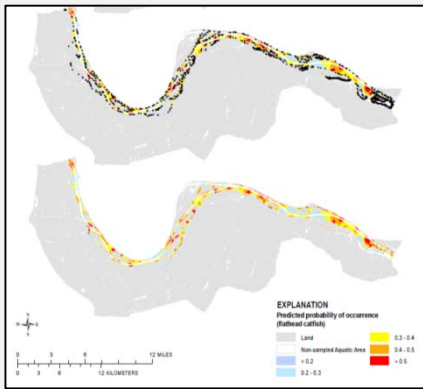 N
W E
S
0 3 6 12 MILES
0 3 6 12 KILOMETERS
EXPLANATION
Predicted probability of occurrence
(flathead catfish)
Land
Non-sampled Aquatic Area
< 0.2
0.2 - 0.3
0.3 - 0.4
0.4 - 0.5
> 0.5